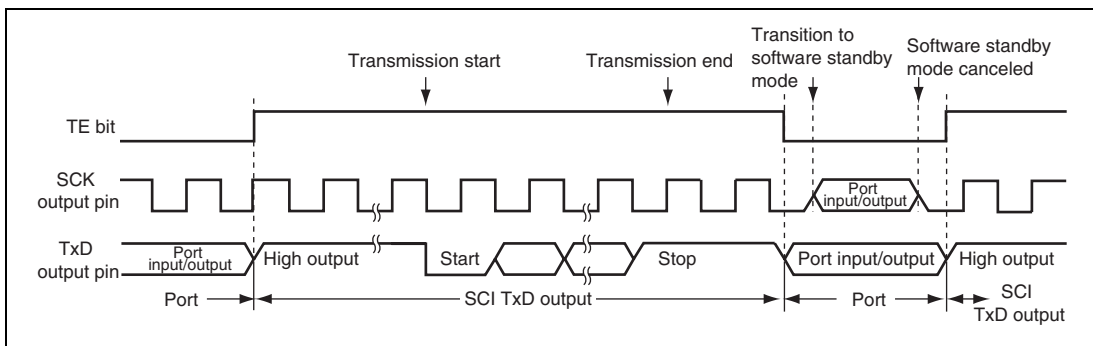 Transmission start
Transmission end
Transition to
software standby
mode
Software standby
mode canceled
TE bit
SCK
output pin
Port
input/output
TxD
output pin
Port
input/output
High output
Start
Stop
Port input/output
High output
Port
SCI TxD output
Port
SCI
TxD output